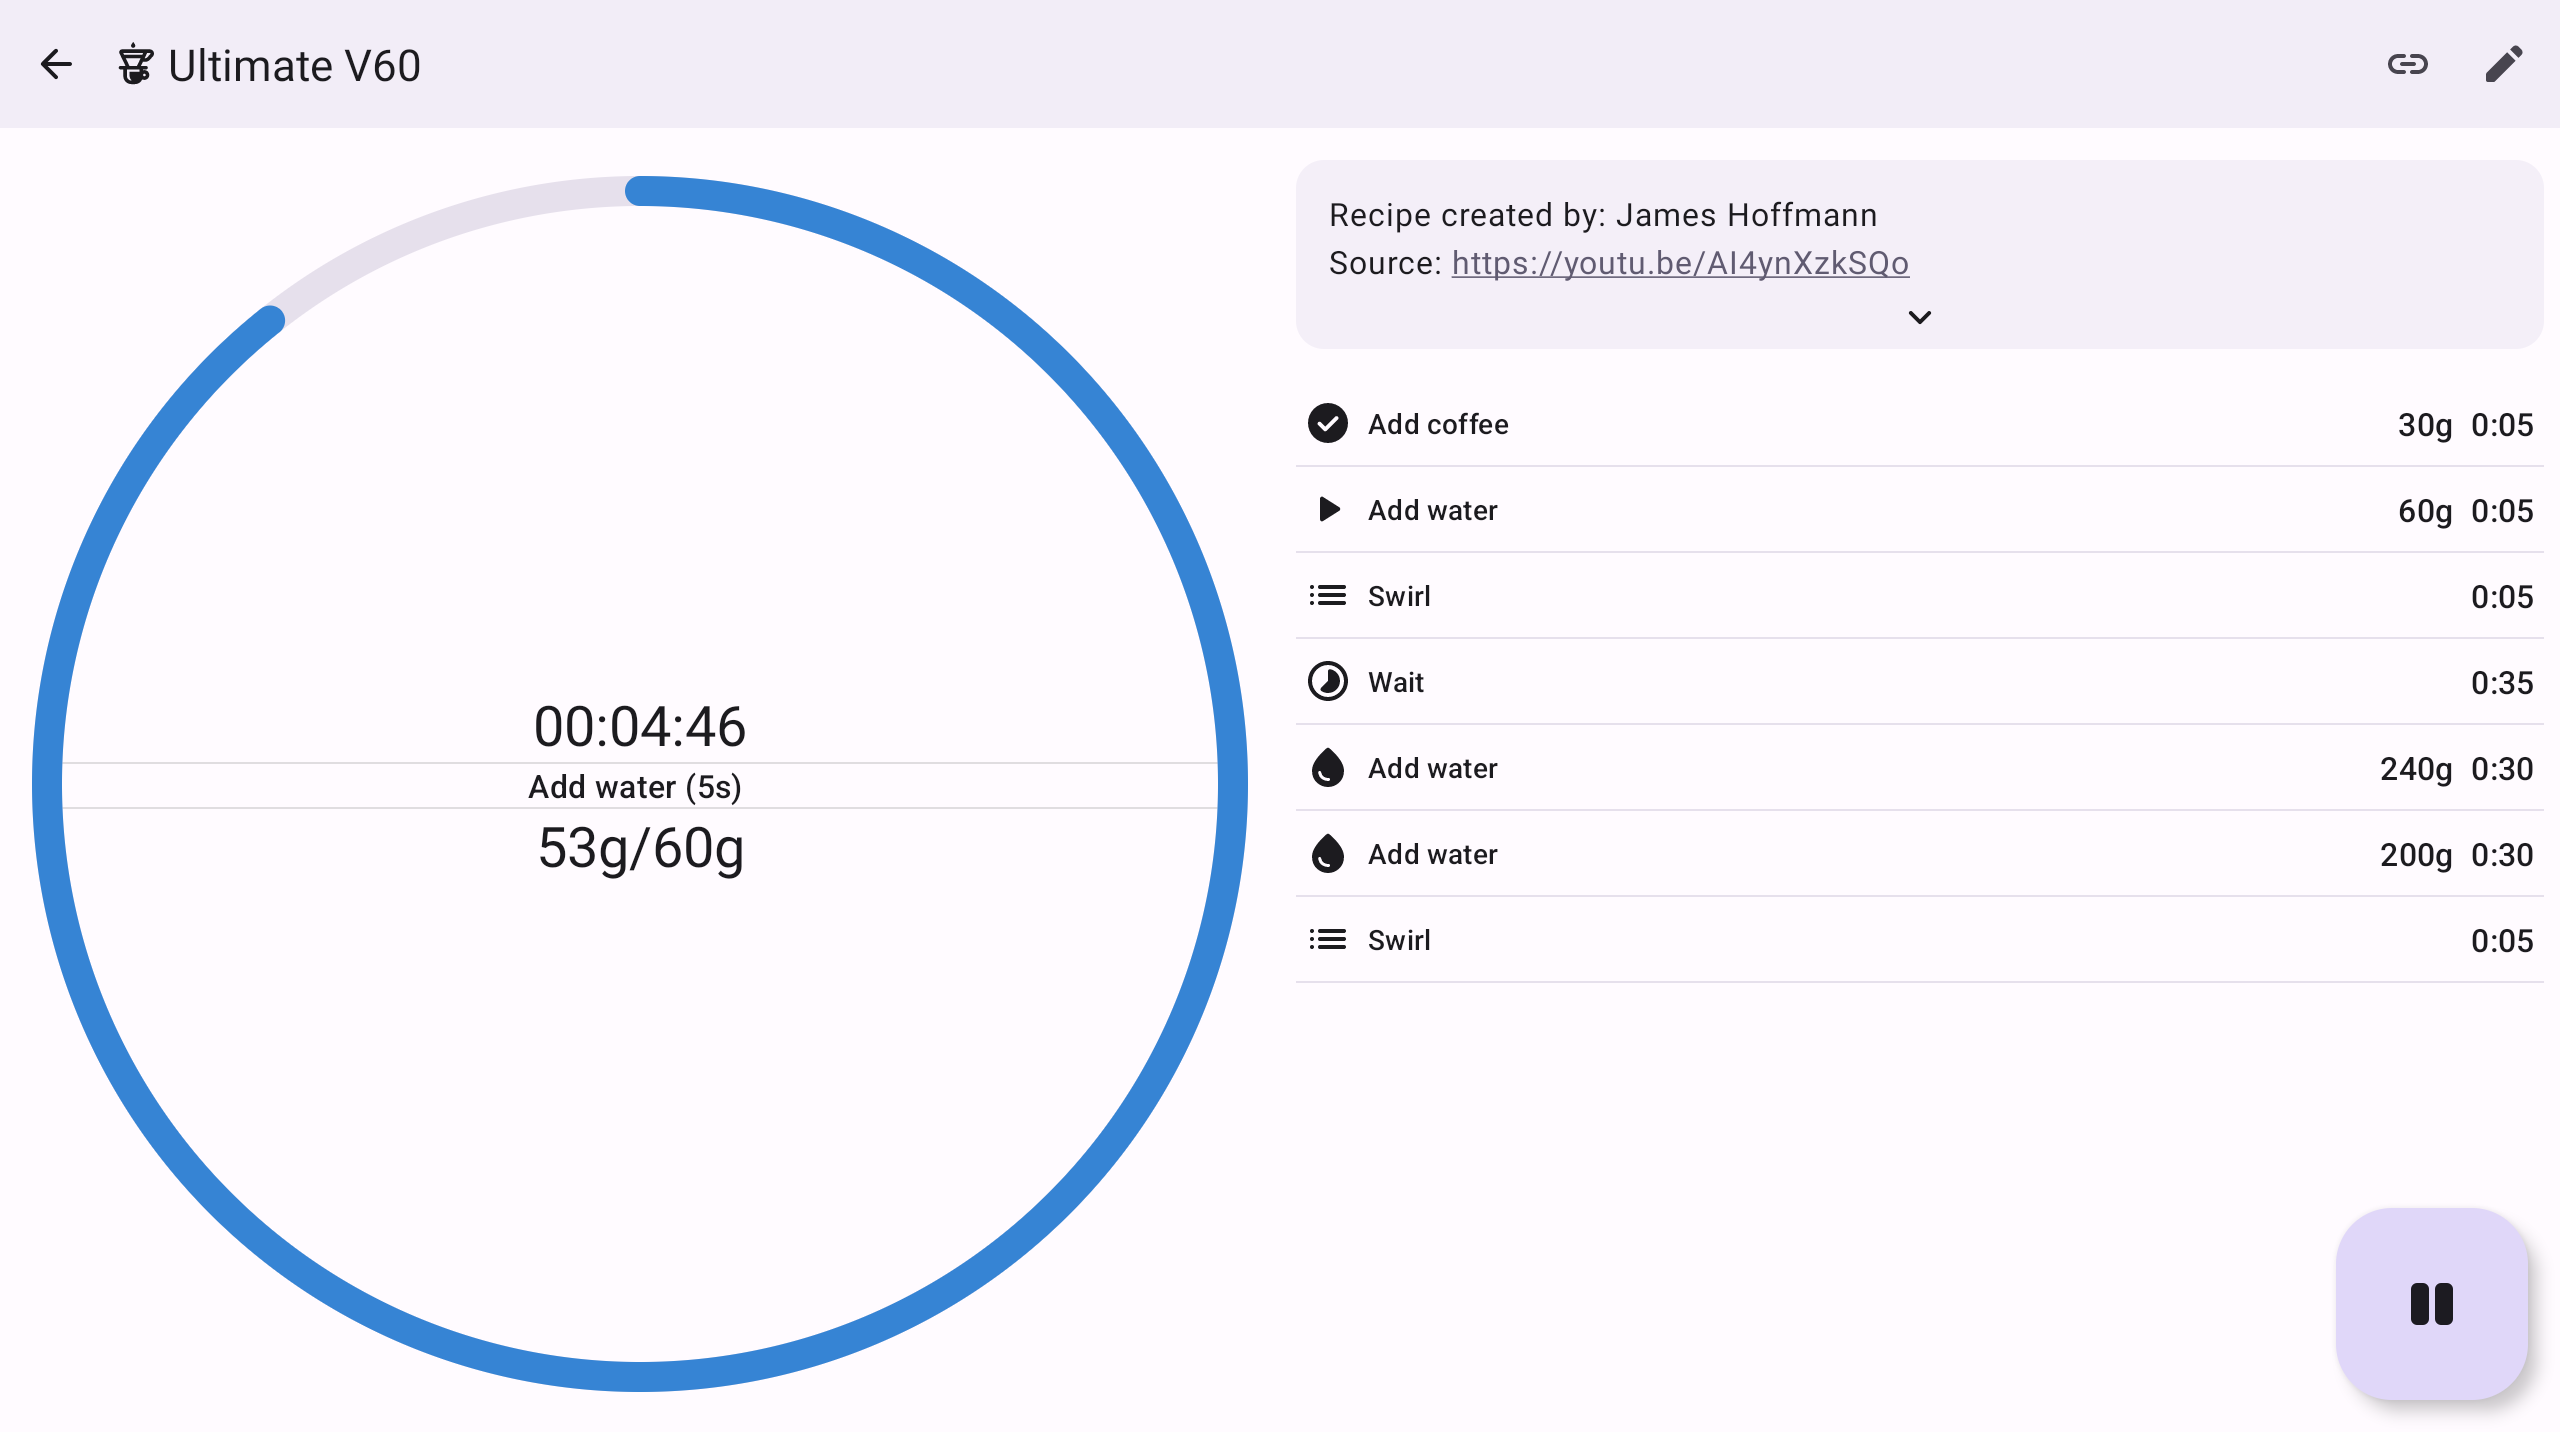 Ultimate V60
00:04:46
Add water (5s)
53g/60g
Recipe created by: James Hoffmann
Source: https://youtu.be/AI4ynXzkSQo
Add coffee 30g 0:05
Add water 60g 0:05
Swirl 0:05
Wait 0:35
Add water 240g 0:30
Add water 200g 0:30
Swirl 0:05